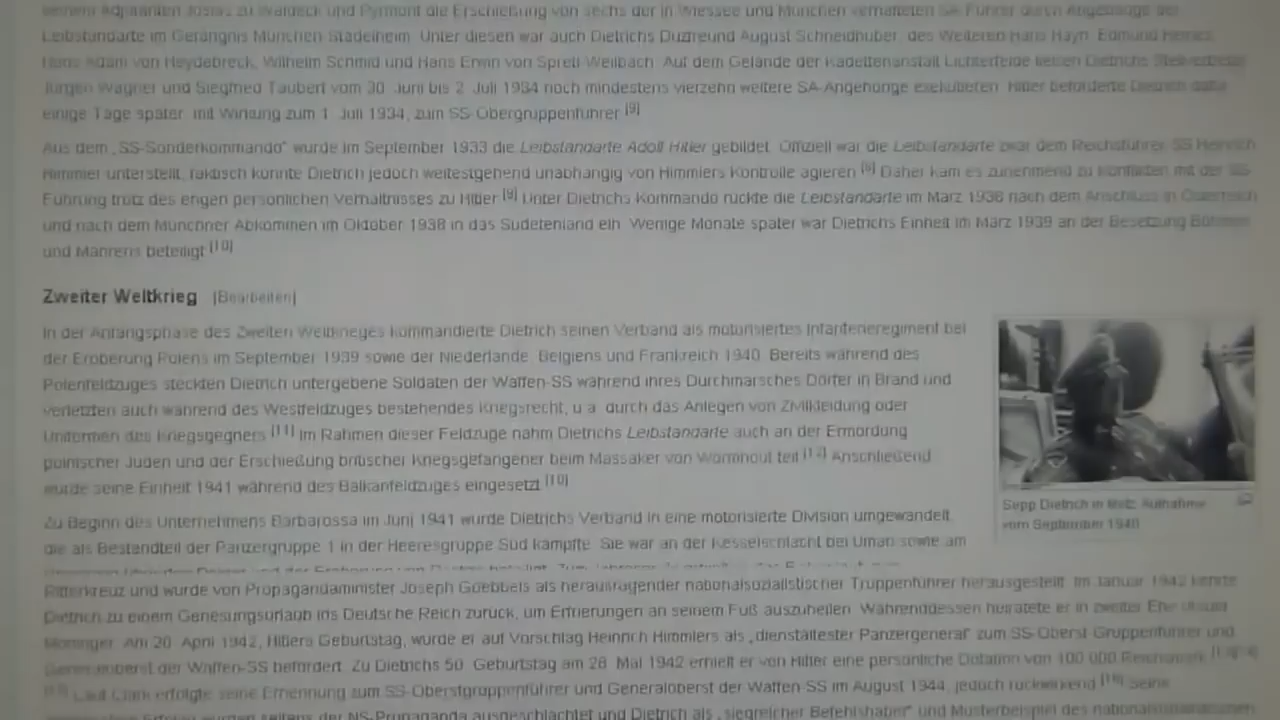 seinem Adjutanten Josias zu Waldeck und Pyrmont die Erschießung von sechs der in Wiessee und München verhafteten SA-Führer durch Angehörige der
Leibstandarte im Gefängnis München Stadelheim. Unter diesen war auch Dietrichs Duzfreund August Schneidhuber, des Weiteren Hans Hayn, Edmund Heines,
Hans Adam von Heydebreck, Wilhelm Schmid und Hans Erwin von Spreti-Weilbach. Auf dem Gelände der Kadettenanstalt Lichterfelde ließen Dietrichs Stellvertreter
Jürgen Wagner und Siegfried Taubert vom 30. Juni bis 2. Juli 1934 noch mindestens vierzehn weitere SA-Angehörige exekutieren. Hitler beförderte Dietrich dafür
einige Tage später, mit Wirkung zum 1. Juli 1934, zum SS-Obergruppenführer.[9]
Aus dem „SS-Sonderkommando“ wurde im September 1933 die Leibstandarte Adolf Hitler gebildet. Offiziell war die Leibstandarte zwar dem Reichsführer SS Heinrich
Himmler unterstellt, faktisch konnte Dietrich jedoch weitestgehend unabhängig von Himmlers Kontrolle agieren.[6] Daher kam es zunehmend zu Konflikten mit der SS-
Führung trotz des engen persönlichen Verhältnisses zu Hitler.[9] Unter Dietrichs Kommando rückte die Leibstandarte im März 1938 nach dem Anschluss in Österreich
und nach dem Münchner Abkommen im Oktober 1938 in das Sudetenland ein. Wenige Monate später war Dietrichs Einheit im März 1939 an der Besetzung Böhmens
und Mährens beteiligt.[10]
Zweiter Weltkrieg [Bearbeiten]
In der Anfangsphase des Zweiten Weltkrieges kommandierte Dietrich seinen Verband als motorisiertes Infanterieregiment bei
der Eroberung Polens im September 1939 sowie der Niederlande, Belgiens und Frankreich 1940. Bereits während des
Polenfeldzuges steckten Dietrich untergebene Soldaten der Waffen-SS während ihres Durchmarsches Dörfer in Brand und
verletzten auch während des Westfeldzuges bestehendes Kriegsrecht, u.a. durch das Anlegen von Zivilkleidung oder
Uniformen des Kriegsgegners.[11] Im Rahmen dieser Feldzüge nahm Dietrichs Leibstandarte auch an der Ermordung
polnischer Juden und der Erschießung britischer Kriegsgefangener beim Massaker von Wormhout teil.[12] Anschließend
wurde seine Einheit 1941 während des Balkanfeldzuges eingesetzt.[10]
Sepp Dietrich in Metz, Aufnahme
vom September 1940
Zu Beginn des Unternehmens Barbarossa im Juni 1941 wurde Dietrichs Verband in eine motorisierte Division umgewandelt,
die als Bestandteil der Panzergruppe 1 in der Heeresgruppe Süd kämpfte. Sie war an der Kesselschlacht bei Uman sowie am
Ritterkreuz und wurde von Propagandaminister Joseph Goebbels als herausragender nationalsozialistischer Truppenführer herausgestellt. Im Januar 1942 kehrte
Dietrich zu einem Genesungsurlaub ins Deutsche Reich zurück, um Erfrierungen an seinem Fuß auszuheilen. Währenddessen heiratete er in zweiter Ehe Ursula
Moninger. Am 20. April 1942, Hitlers Geburtstag, wurde er auf Vorschlag Heinrich Himmlers als „dienstältester Panzergeneral“ zum SS-Oberst-Gruppenführer und
Generaloberst der Waffen-SS befördert. Zu Dietrichs 50. Geburtstag am 28. Mai 1942 erhielt er von Hitler eine persönliche Dotation von 100.000 Reichsmark.
Laut Clark erfolgte seine Ernennung zum SS-Oberstgruppenführer und Generaloberst der Waffen-SS im August 1944, jedoch rückwirkend.[16] Seine
Erfolge wurden seitens der NS-Propaganda ausgeschlachtet und Dietrich als „siegreicher Befehlshaber“ und Musterbeispiel des nationalsozialistischen